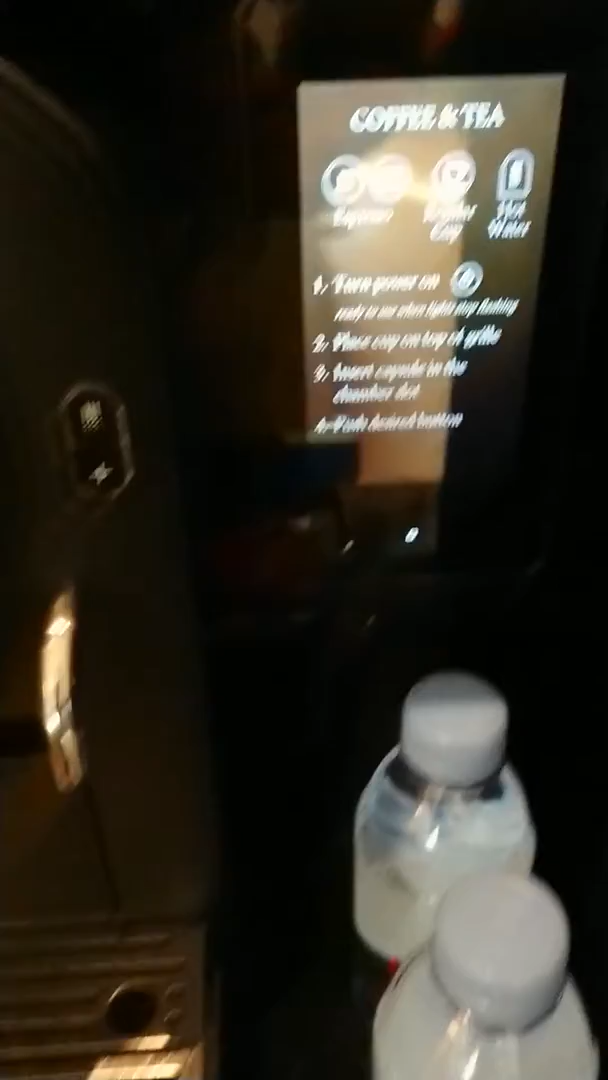 COFFEE & TEA
Espresso
Regular Hot
Cup Water
1. Turn power on
ready to use when lights stop flashing
2. Place cup on top of grille
3. Insert capsule in the
chamber slot
4. Push desired button